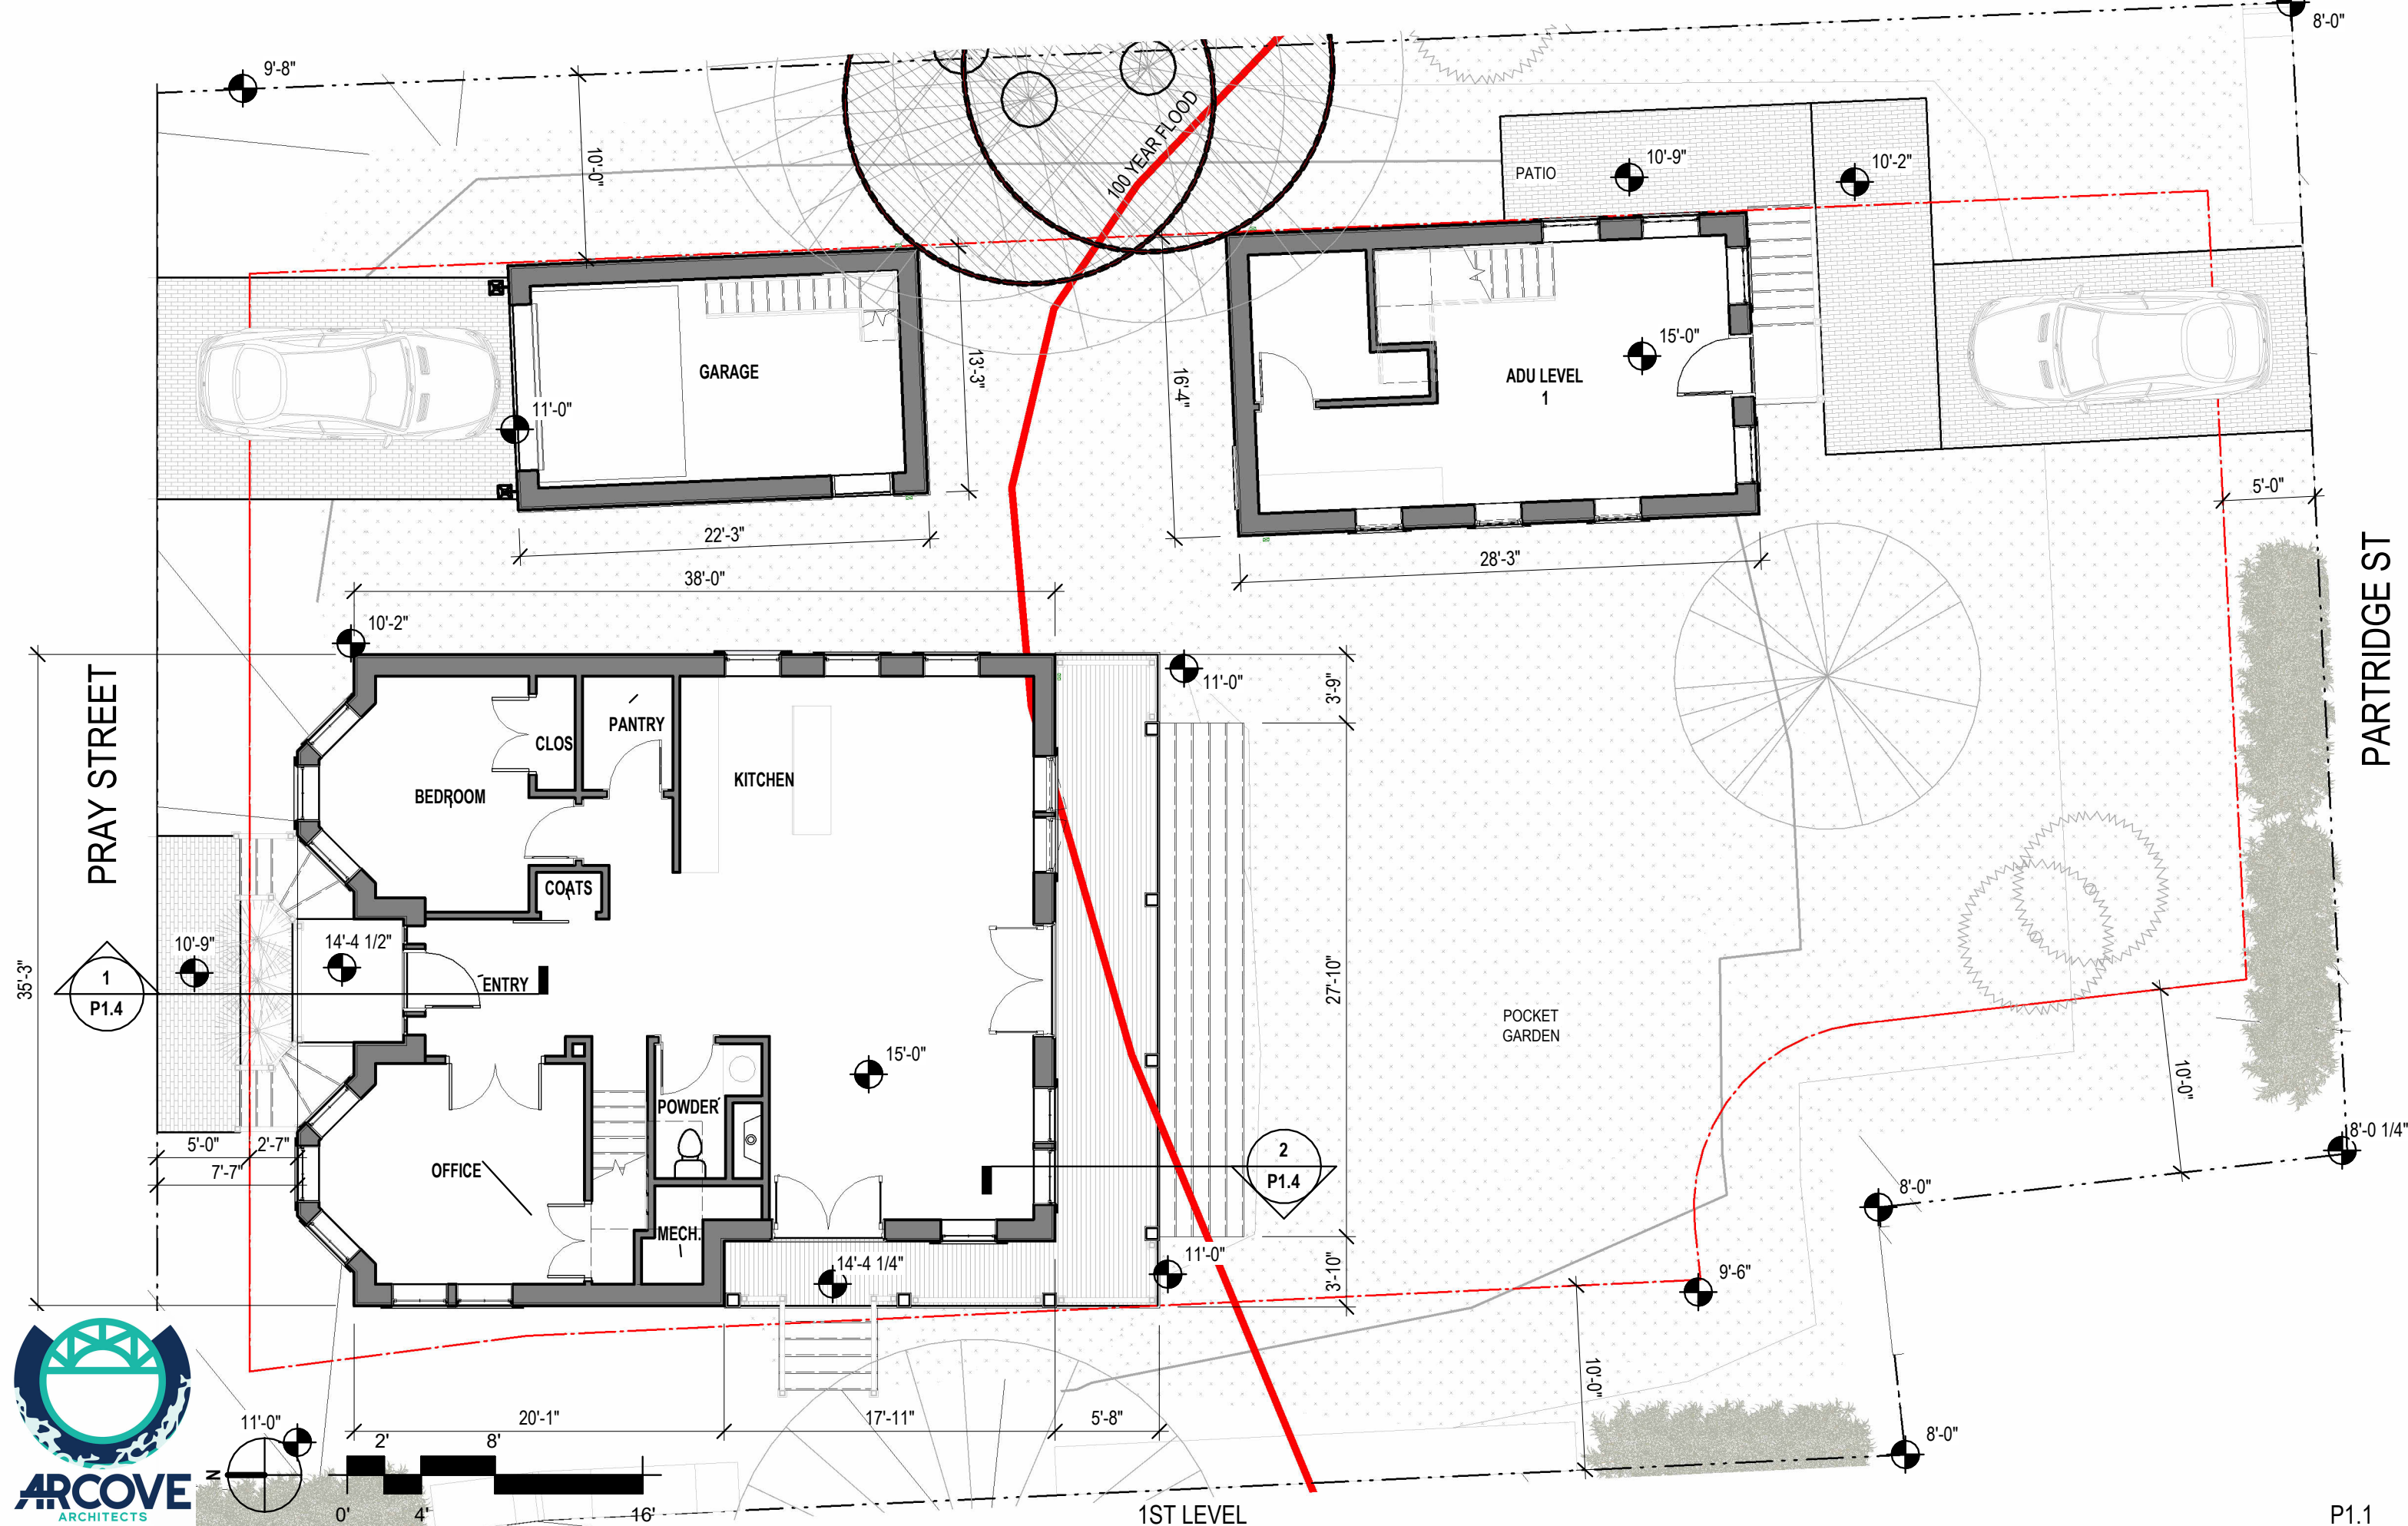 8'-0"
9'-8"
10'-0"
100 YEAR FLOOD
PATIO
10'-9"
10'-2"
GARAGE
11'-0"
13'-3"
16'-4"
15'-0"
ADU LEVEL
1
5'-0"
22'-3"
28'-3"
38'-0"
10'-2"
PRAY STREET
PARTRIDGE ST
35'-3"
11'-0"
3'-9"
CLOS
PANTRY
BEDROOM
KITCHEN
COATS
10'-9"
14'-4 1/2"
1
P1.4
ENTRY
27'-10"
POCKET
GARDEN
15'-0"
POWDER
10'-0"
5'-0"
2'-7"
7'-7"
OFFICE
2
P1.4
8'-0 1/4"
8'-0"
MECH.
14'-4 1/4"
11'-0"
3'-10"
9'-6"
10'-0"
11'-0"
20'-1"
17'-11"
5'-8"
8'-0"
N
2'
8'
0'
4'
16'
ARCOVE
ARCHITECTS
1ST LEVEL
P1.1